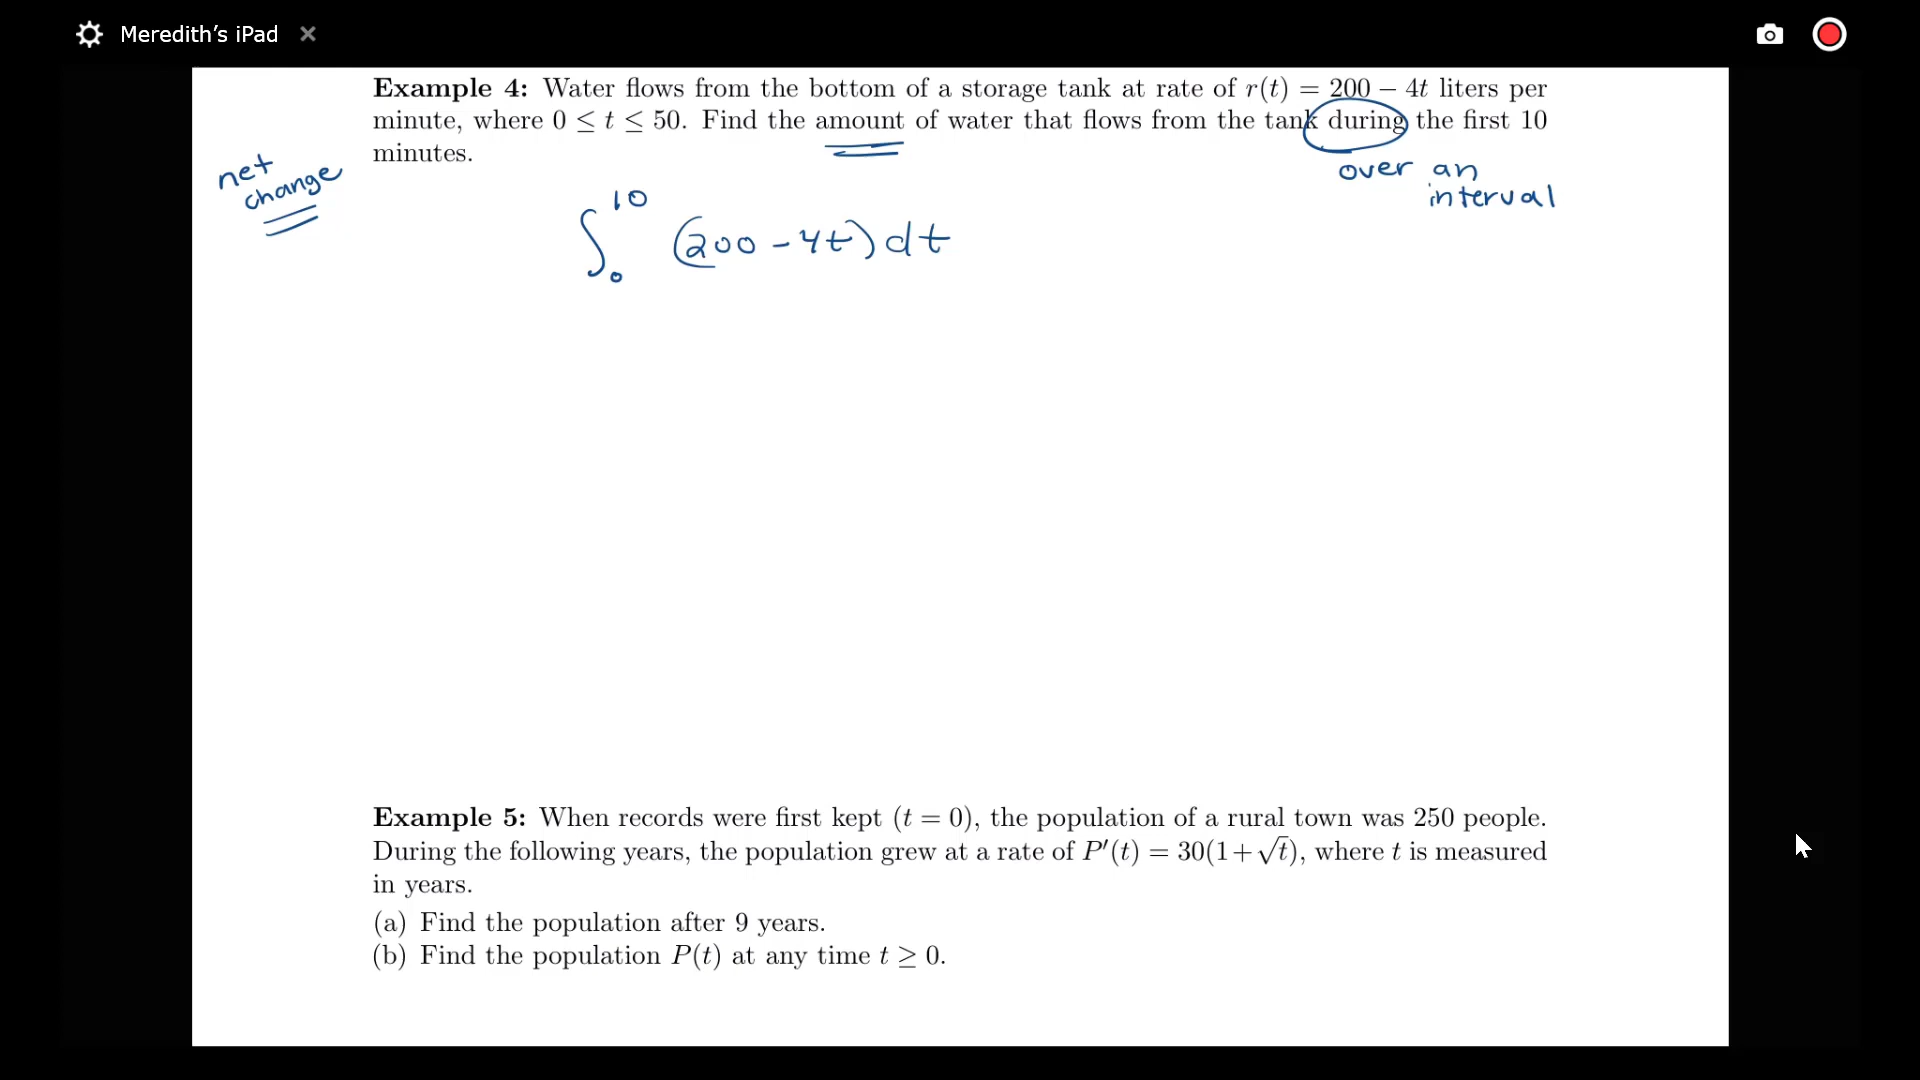 Meredith's iPad
Example 4: Water flows from the bottom of a storage tank at rate of r(t) = 200 − 4t liters per
minute, where 0 ≤ t ≤ 50. Find the amount of water that flows from the tank during the first 10
minutes.
net
change
over an
interval
∫₀¹⁰ (200 - 4t) dt
Example 5: When records were first kept (t = 0), the population of a rural town was 250 people.
During the following years, the population grew at a rate of P′(t) = 30(1+√t), where t is measured
in years.
(a) Find the population after 9 years.
(b) Find the population P(t) at any time t ≥ 0.